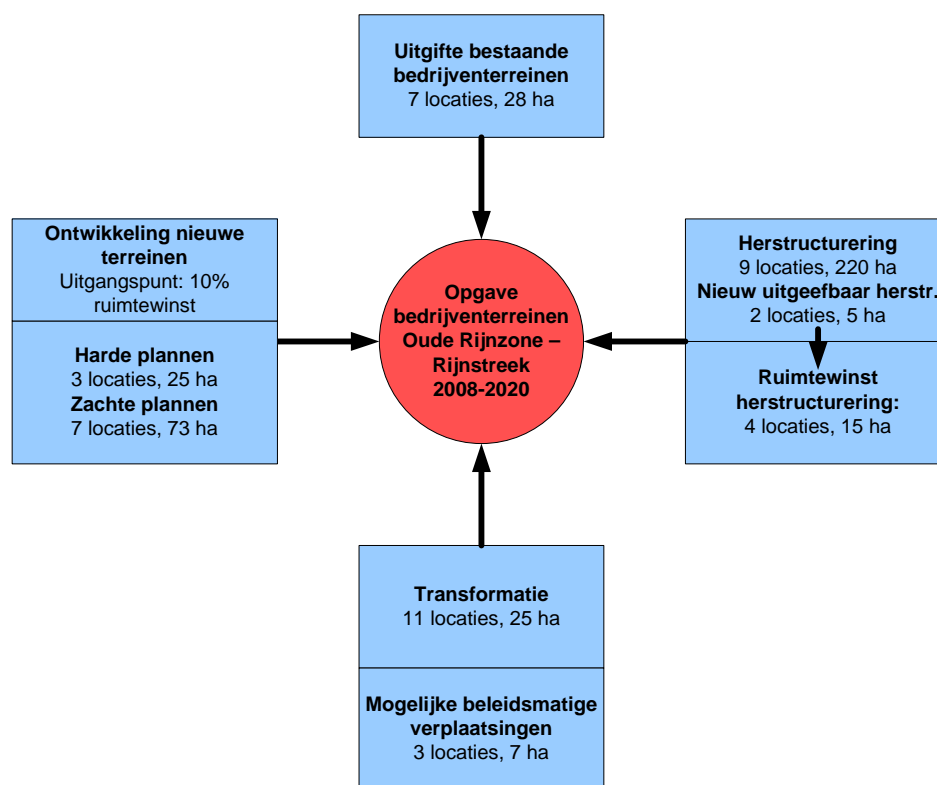 Uitgifte bestaande
bedrijventerreinen
7 locaties, 28 ha
Ontwikkeling nieuwe
terreinen
Uitgangspunt: 10%
ruimtewinst
Harde plannen
3 locaties, 25 ha
Zachte plannen
7 locaties, 73 ha
Opgave
bedrijventerreinen
Oude Rijnzone –
Rijnstreek
2008-2020
Herstructurering
9 locaties, 220 ha
Nieuw uitgeefbaar herstr.
2 locaties, 5 ha
Ruimtewinst
herstructurering:
4 locaties, 15 ha
Transformatie
11 locaties, 25 ha
Mogelijke beleidsmatige
verplaatsingen
3 locaties, 7 ha